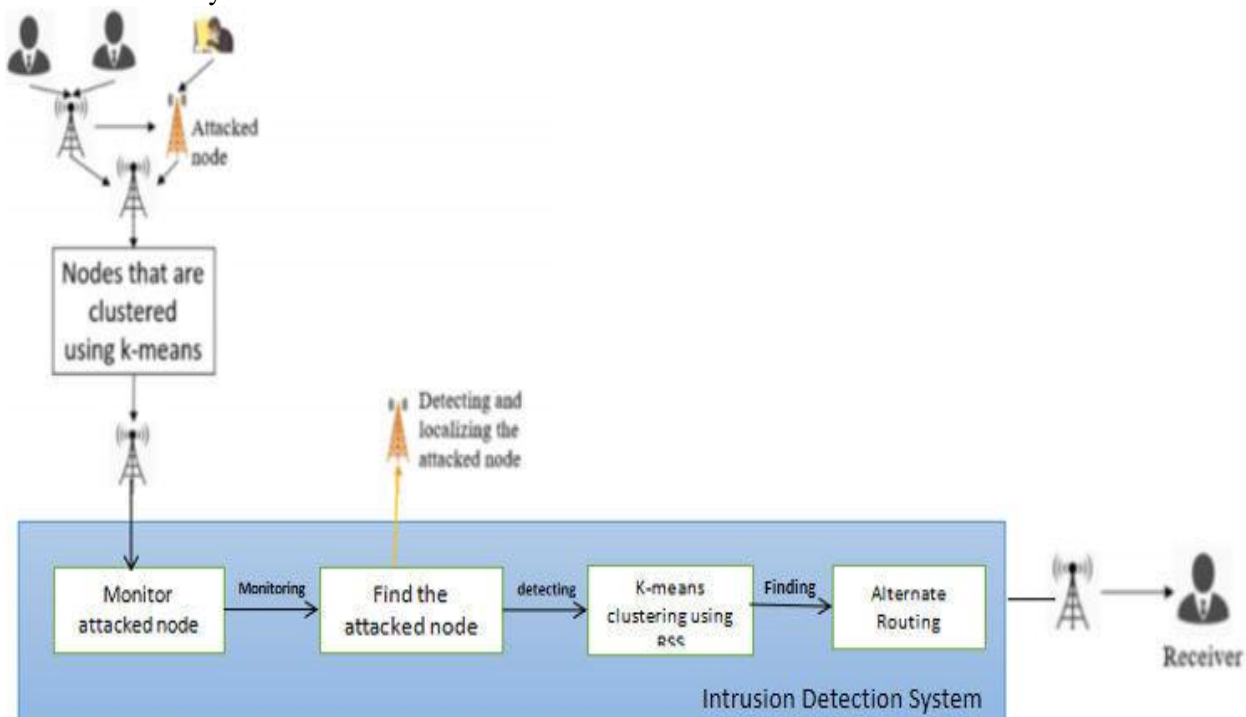 Attacked
node
Nodes that are
clustered
using k-means
Detecting and
localizing the
attacked node
Monitor
attacked node
Monitoring
Find the
attacked node
detecting
K-means
clustering using
Finding
Alternate
Routing
Receiver
Intrusion Detection System